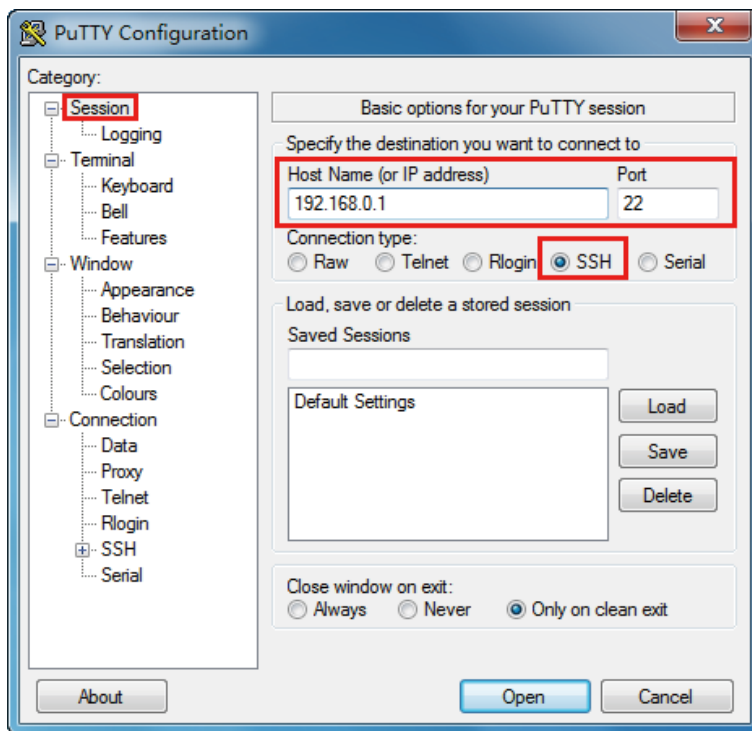 PuTTY Configuration
Category:
Session
Logging
Terminal
Keyboard
Bell
Features
Window
Appearance
Behaviour
Translation
Selection
Colours
Connection
Data
Proxy
Telnet
Rlogin
SSH
Serial
Basic options for your PuTTY session
Specify the destination you want to connect to
Host Name (or IP address) Port
192.168.0.1 22
Connection type:
Raw Telnet Rlogin SSH Serial
Load, save or delete a stored session
Saved Sessions
Default Settings
Load
Save
Delete
Close window on exit:
Always Never Only on clean exit
About Open Cancel